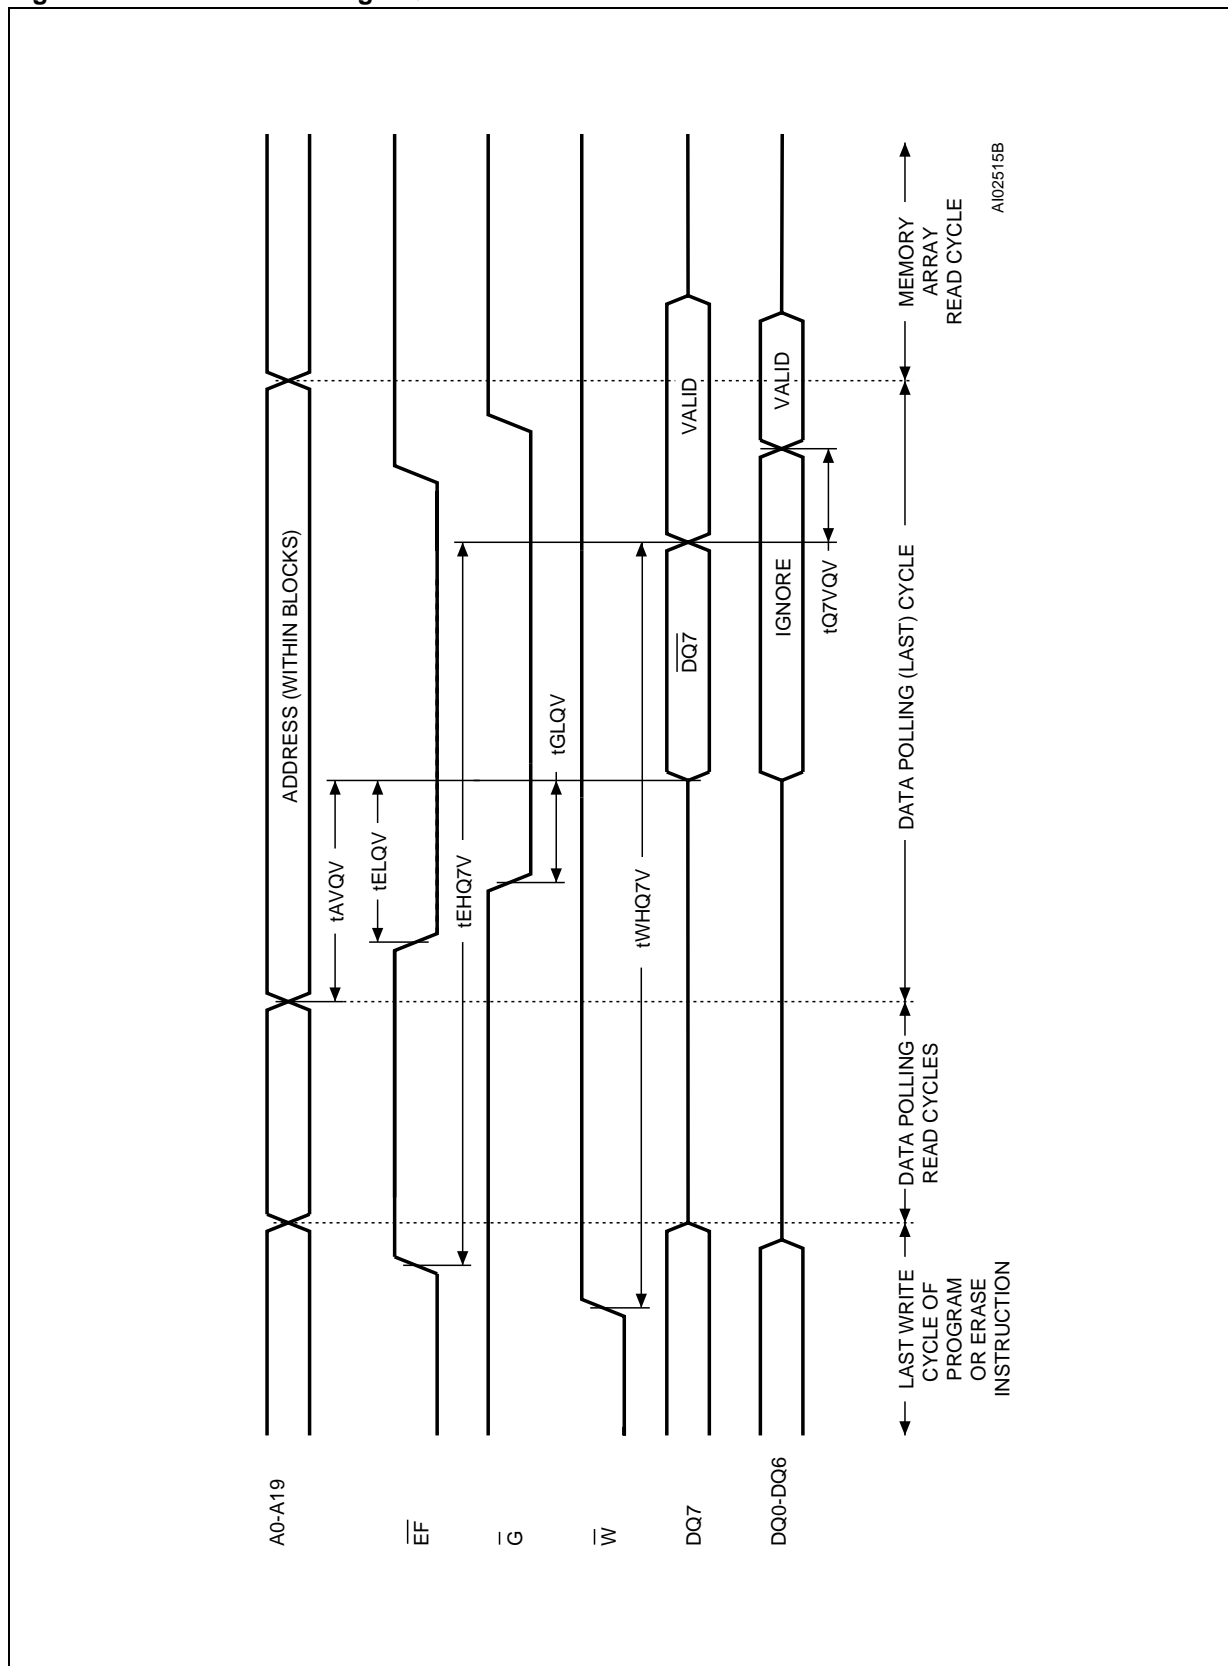 A0-A19
ADDRESS (WITHIN BLOCKS)
tAVQV
tELQV
EF
tEHQ7V
G
tGLQV
W
tWHQ7V
DQ7
DQ7
VALID
DQ0-DQ6
IGNORE
VALID
tQ7VQV
LAST WRITE
CYCLE OF
PROGRAM
OR ERASE
INSTRUCTION
DATA POLLING
READ CYCLES
DATA POLLING (LAST) CYCLE
MEMORY
ARRAY
READ CYCLE
AI02515B